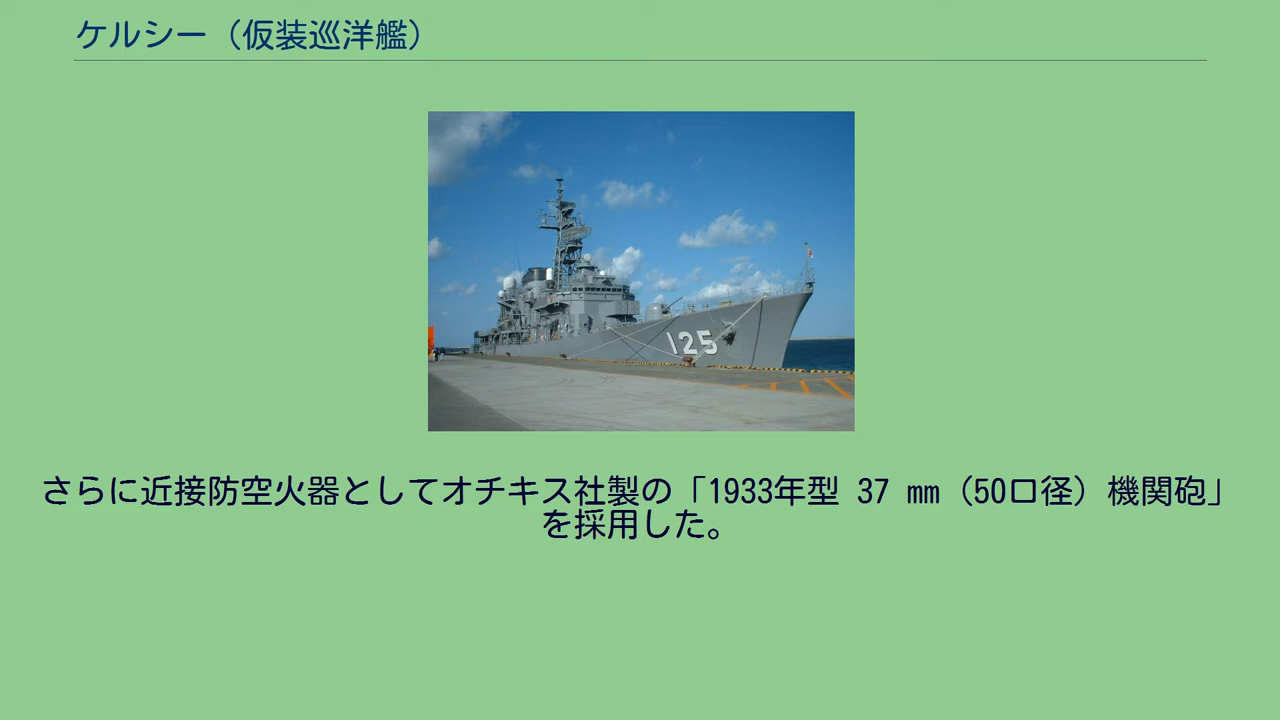 ケルシー（仮装巡洋艦）
125
さらに近接防空火器としてオチキス社製の「1933年型 37 mm（50口径）機関砲」
を採用した。